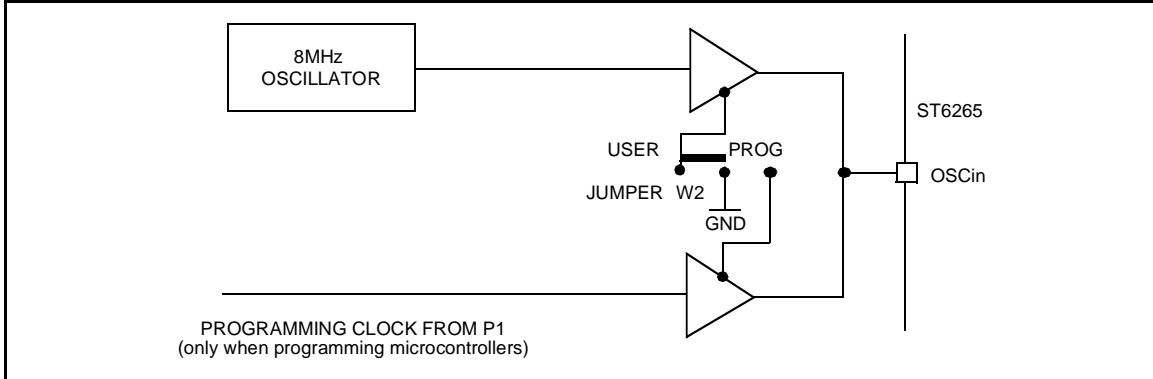 8MHz
OSCILLATOR
ST6265
USER PROG
OSCin
JUMPER W2
GND
PROGRAMMING CLOCK FROM P1
(only when programming microcontrollers)